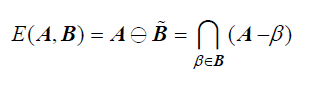 E(A, B) = A ⊖ B̃ = ⋂ (A −β)
β∈B